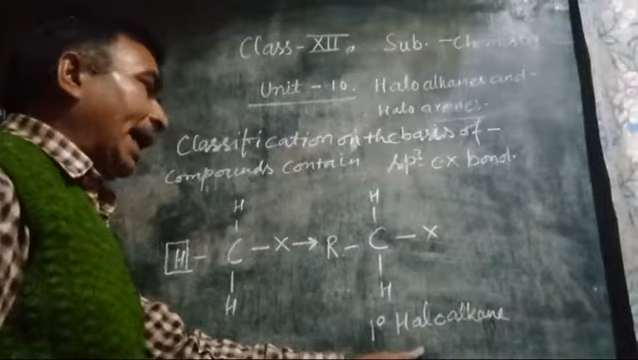 Class-XII, Sub. - Chemistry
Unit - 10. Haloalkanes and -
Haloarenes.
Classification on the basis of -
compounds contain sp³ C-X bond.
H H
H - C - X → R - C - X
H H
1° Haloalkane